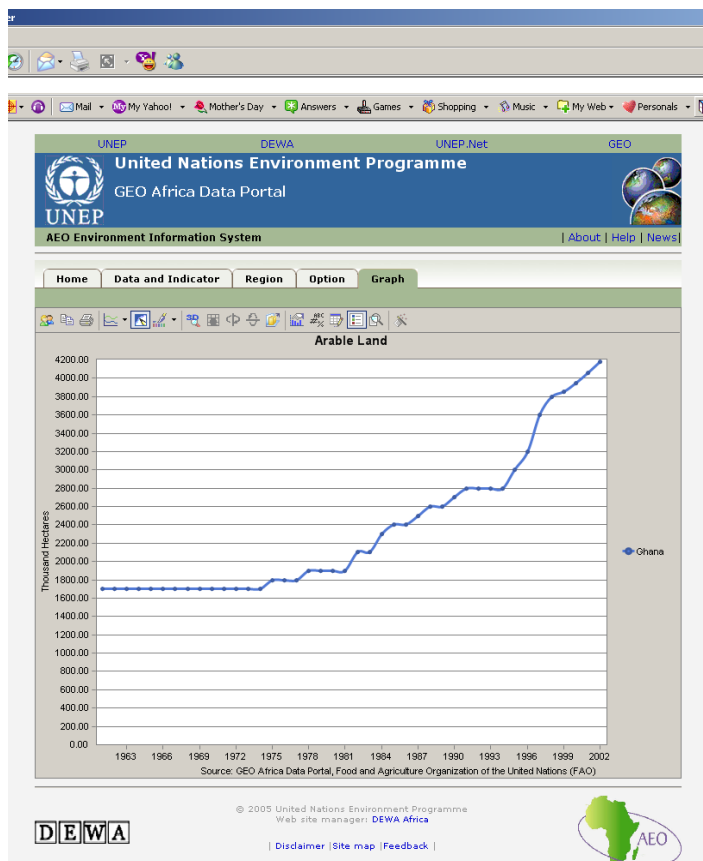 er
Mail My Yahoo! Mother's Day Answers Games Shopping Music My Web Personals
UNEP DEWA UNEP.Net GEO
United Nations Environment Programme
GEO Africa Data Portal
UNEP
AEO Environment Information System | About | Help | News|
Home Data and Indicator Region Option Graph
Arable Land
4200.00
4000.00
3800.00
3600.00
3400.00
3200.00
3000.00
2800.00
2600.00
2400.00
2200.00
2000.00
1800.00
1600.00
1400.00
1200.00
1000.00
800.00
600.00
400.00
200.00
0.00
Thousand Hectares
Ghana
1963 1966 1969 1972 1975 1978 1981 1984 1987 1990 1993 1996 1999 2002
Source: GEO Africa Data Portal, Food and Agriculture Organization of the United Nations (FAO)
© 2005 United Nations Environment Programme
Web site manager: DEWA Africa
| Disclaimer |Site map |Feedback |
DEWA
AEO